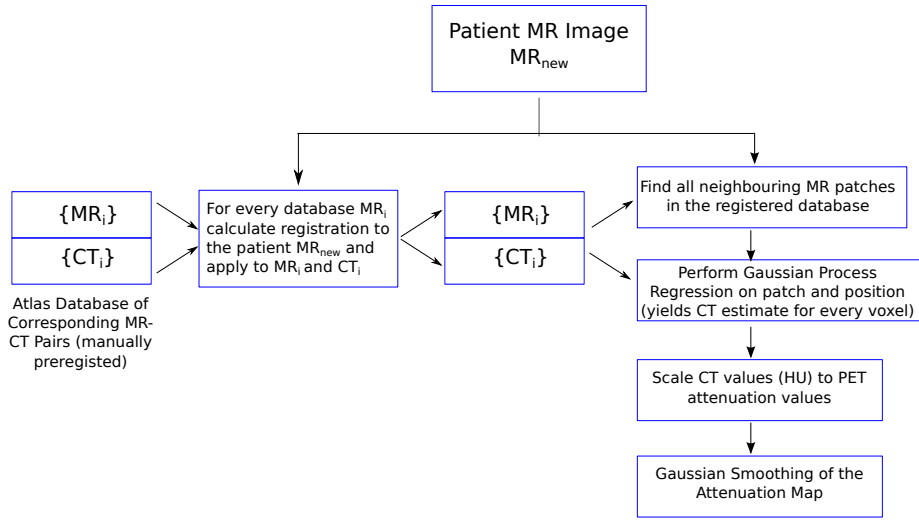 Patient MR Image
MRnew
{MRi}
{CTi}
Atlas Database of
Corresponding MR-
CT Pairs (manually
preregisted)
For every database MRi
calculate registration to
the patient MRnew and
apply to MRi and CTi
{MRi}
{CTi}
Find all neighbouring MR patches
in the registered database
Perform Gaussian Process
Regression on patch and position
(yields CT estimate for every voxel)
Scale CT values (HU) to PET
attenuation values
Gaussian Smoothing of the
Attenuation Map